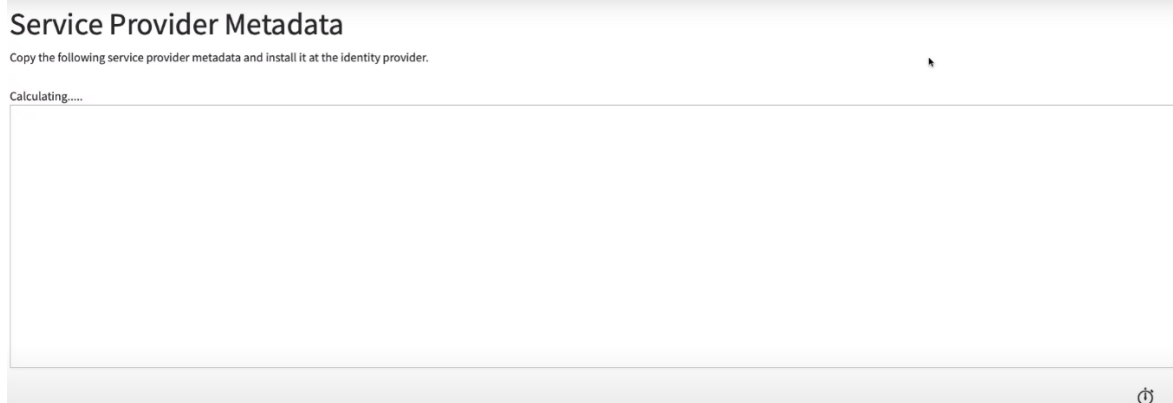 Service Provider Metadata
Copy the following service provider metadata and install it at the identity provider.
Calculating.....